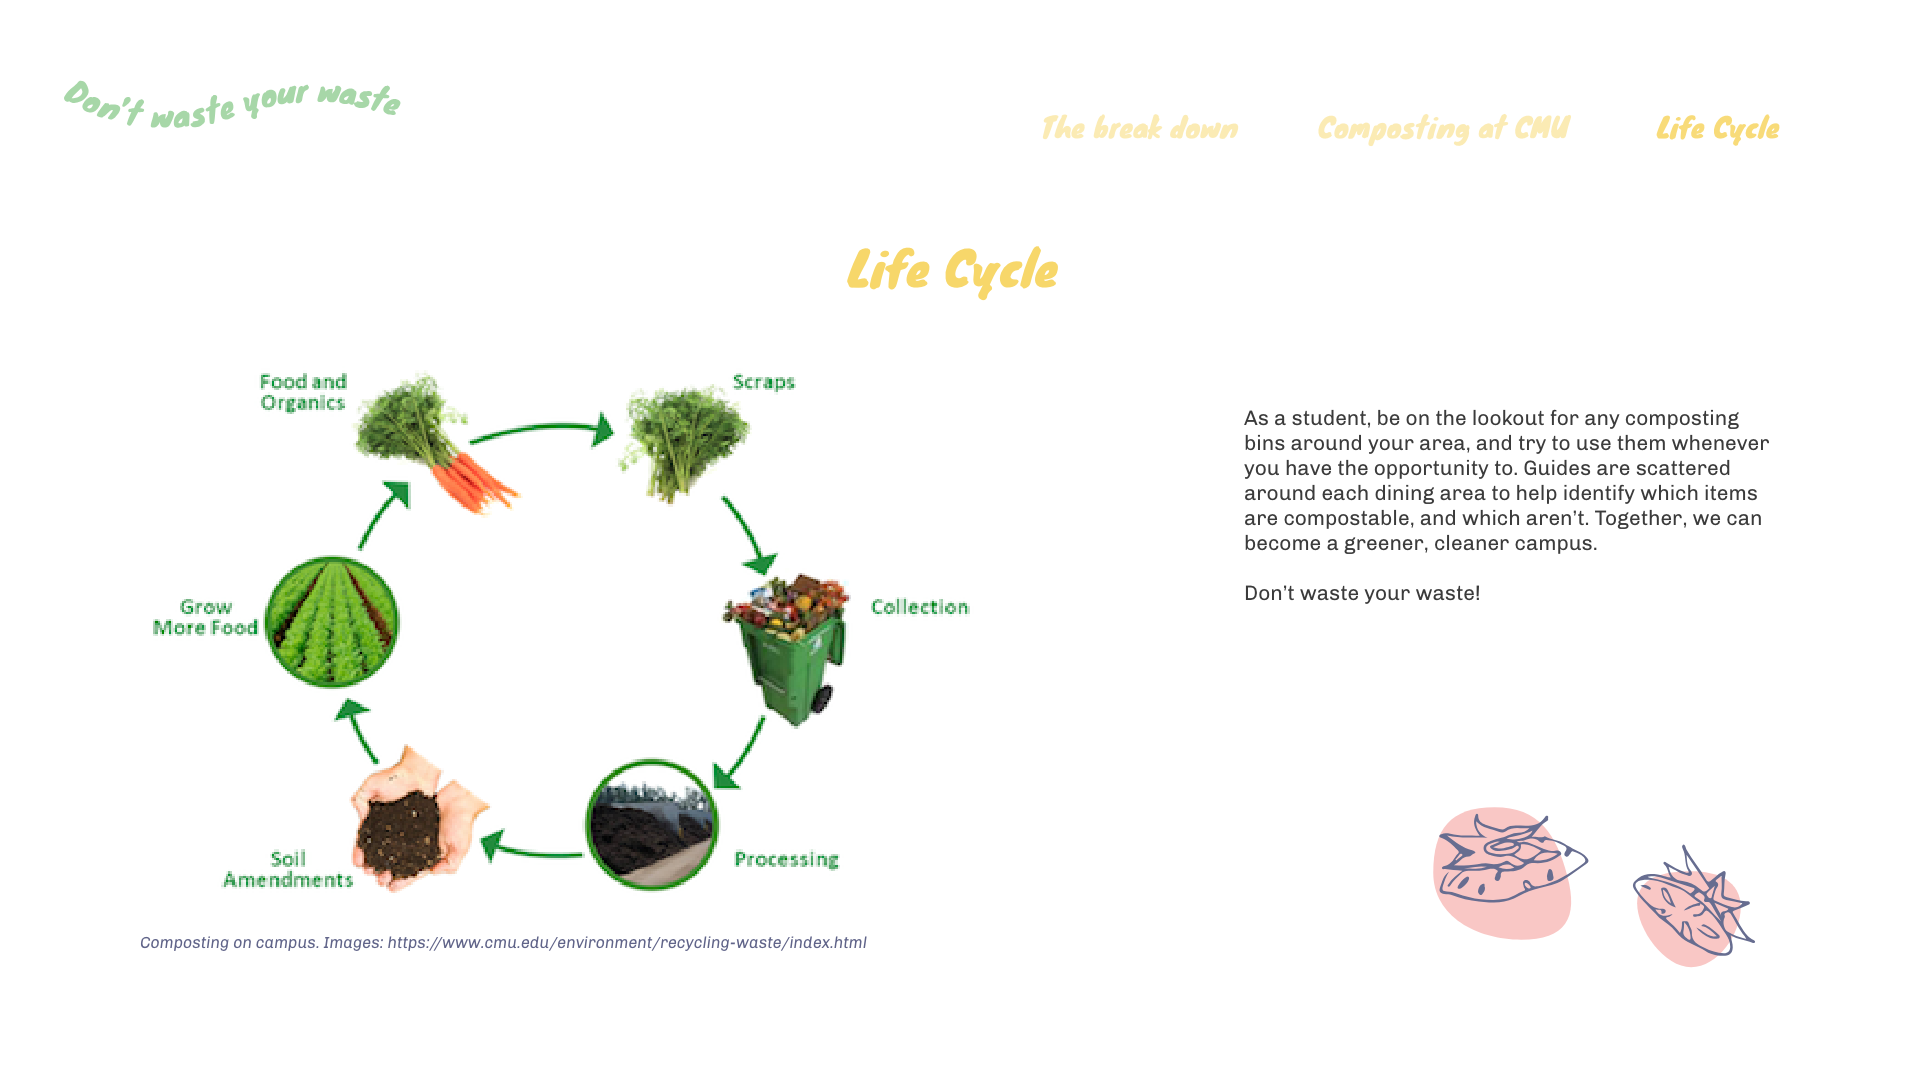 Don't waste your waste
The break down
Composting at CMU
Life Cycle
Life Cycle
Food and
Organics
Scraps
Collection
Processing
Soil
Amendments
Grow
More Food
As a student, be on the lookout for any composting
bins around your area, and try to use them whenever
you have the opportunity to. Guides are scattered
around each dining area to help identify which items
are compostable, and which aren’t. Together, we can
become a greener, cleaner campus.
Don’t waste your waste!
Composting on campus. Images: https://www.cmu.edu/environment/recycling-waste/index.html